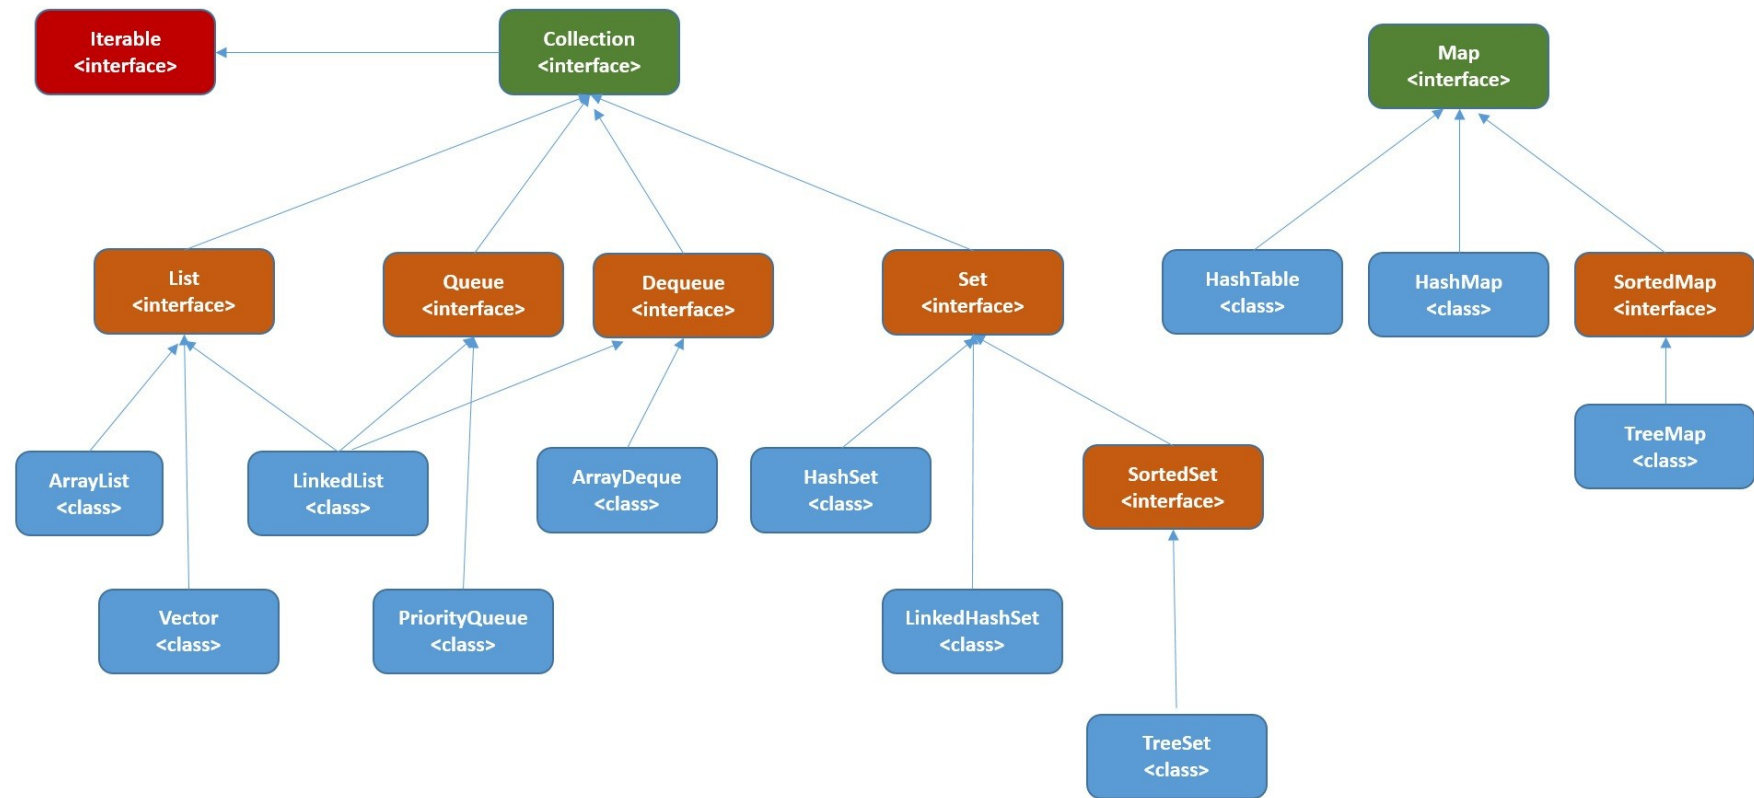 Iterable
<interface>
Collection
<interface>
Map
<interface>
List
<interface>
Queue
<interface>
Dequeue
<interface>
Set
<interface>
HashTable
<class>
HashMap
<class>
SortedMap
<interface>
ArrayList
<class>
LinkedList
<class>
ArrayDeque
<class>
HashSet
<class>
SortedSet
<interface>
TreeMap
<class>
Vector
<class>
PriorityQueue
<class>
LinkedHashSet
<class>
TreeSet
<class>